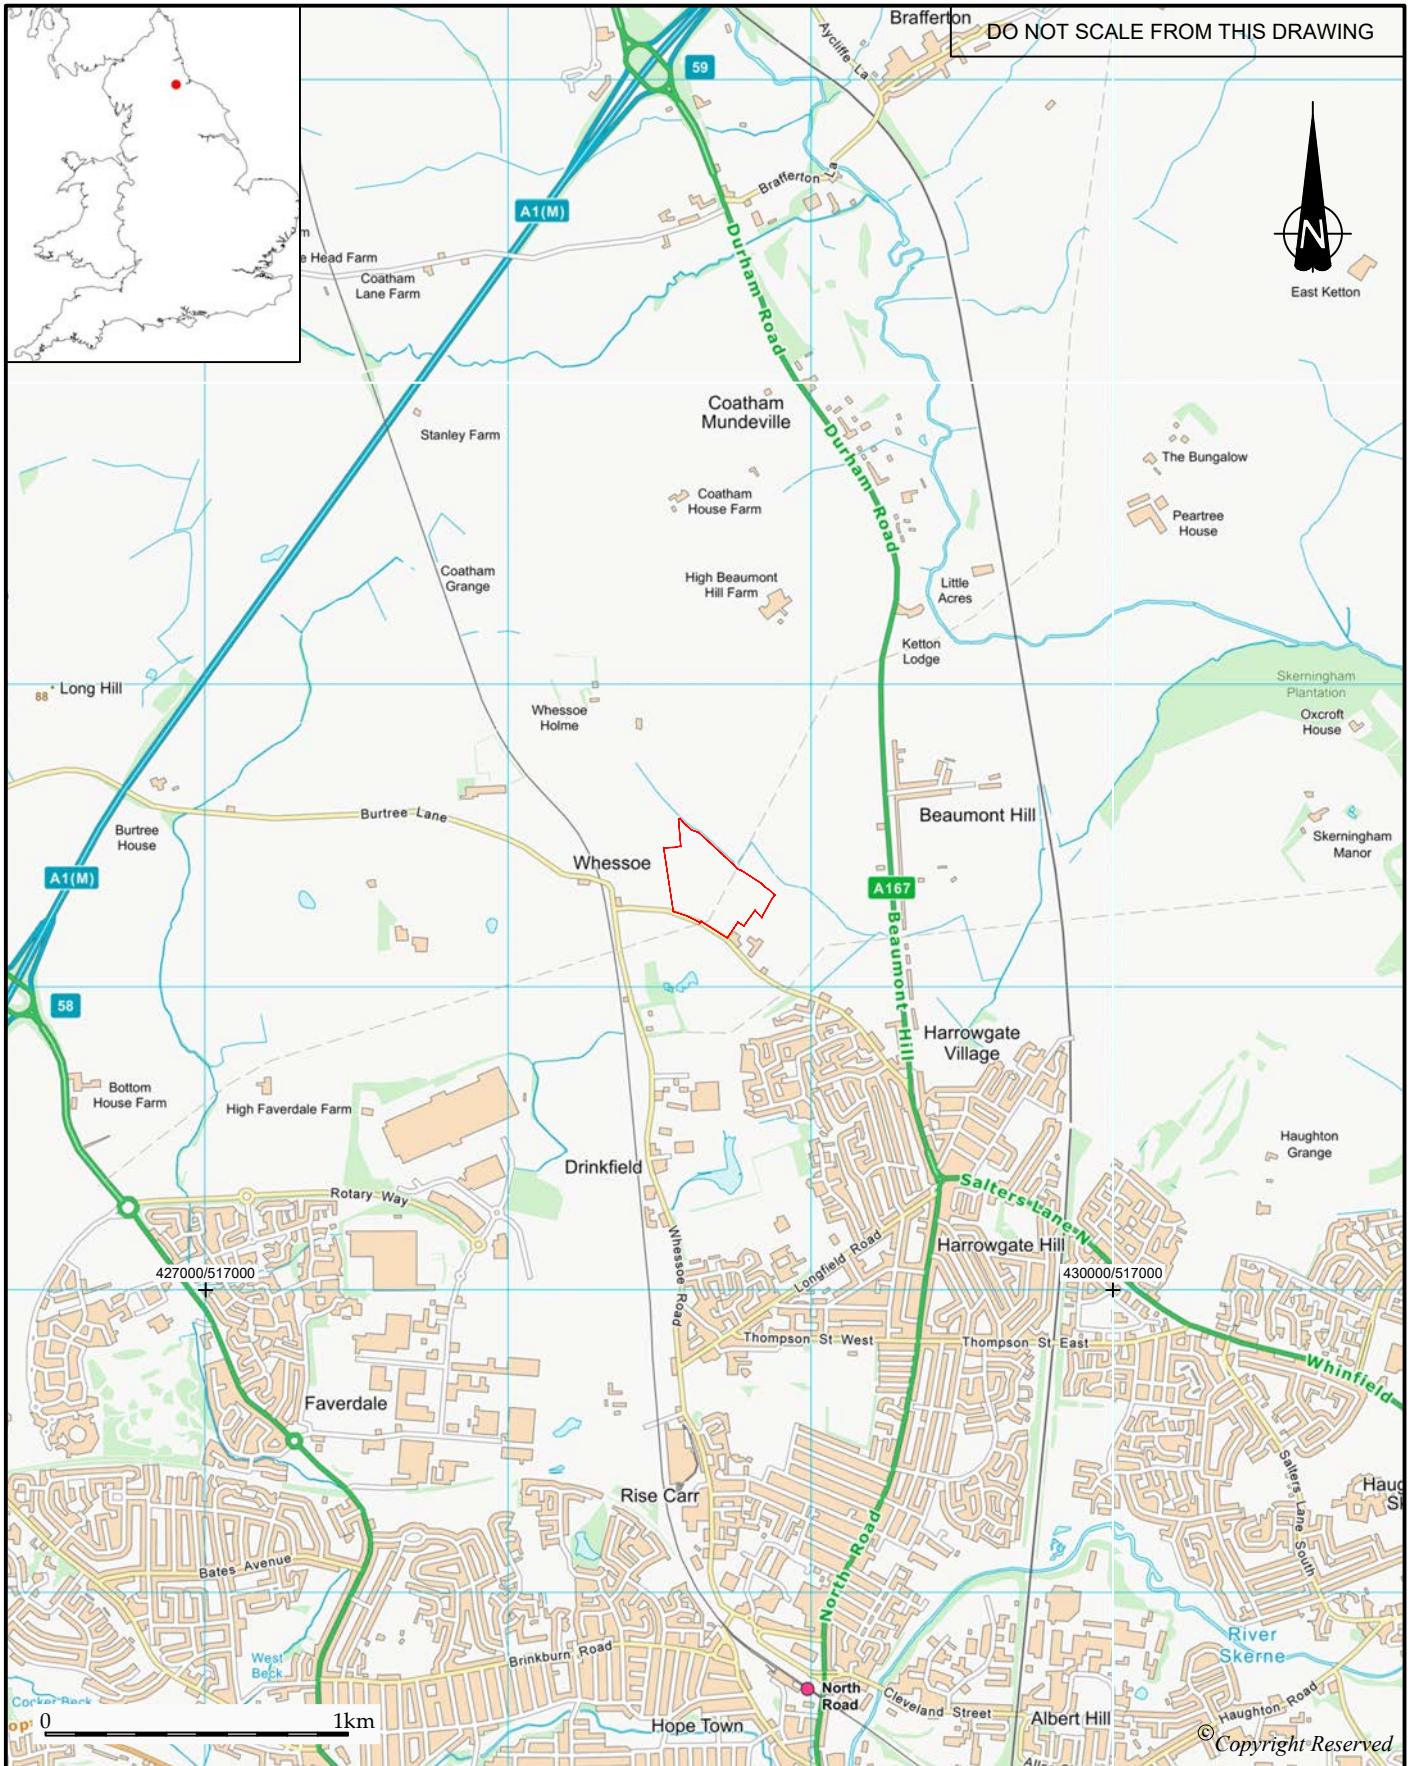 Brafferton
DO NOT SCALE FROM THIS DRAWING
Aycliffe La
59
Brafferton La
A1(M)
N
e Head Farm
Coatham
Lane Farm
Durham Road
East Ketton
Coatham
Mundeville
Stanley Farm
Durham Road
The Bungalow
Coatham
House Farm
Peartree
House
Coatham
Grange
High Beaumont
Hill Farm
Little
Acres
Ketton
Lodge
88
Long Hill
Skerningham
Plantation
Whessoe
Holme
Oxcroft
House
Burtree Lane
Beaumont Hill
Burtree
House
Skerningham
Manor
Whessoe
A1(M)
A167
Beaumont Hill
58
Harrowgate
Village
Bottom
House Farm
High Faverdale Farm
Haughton
Grange
Drinkfield
Rotary Way
Salters Lane N
Whessoe Road
Longfield Road
Harrowgate Hill
427000/517000
430000/517000
Thompson St West
Thompson St East
Whinfield
Faverdale
Salters Lane South
Rise Carr
Haug
North Road
Bates Avenue
River
Skerne
West
Beck
Brinkburn Road
North
Road
Cleveland Street
Cocker Beck
Haughton Road
0
1km
Hope Town
Albert Hill
© Copyright Reserved